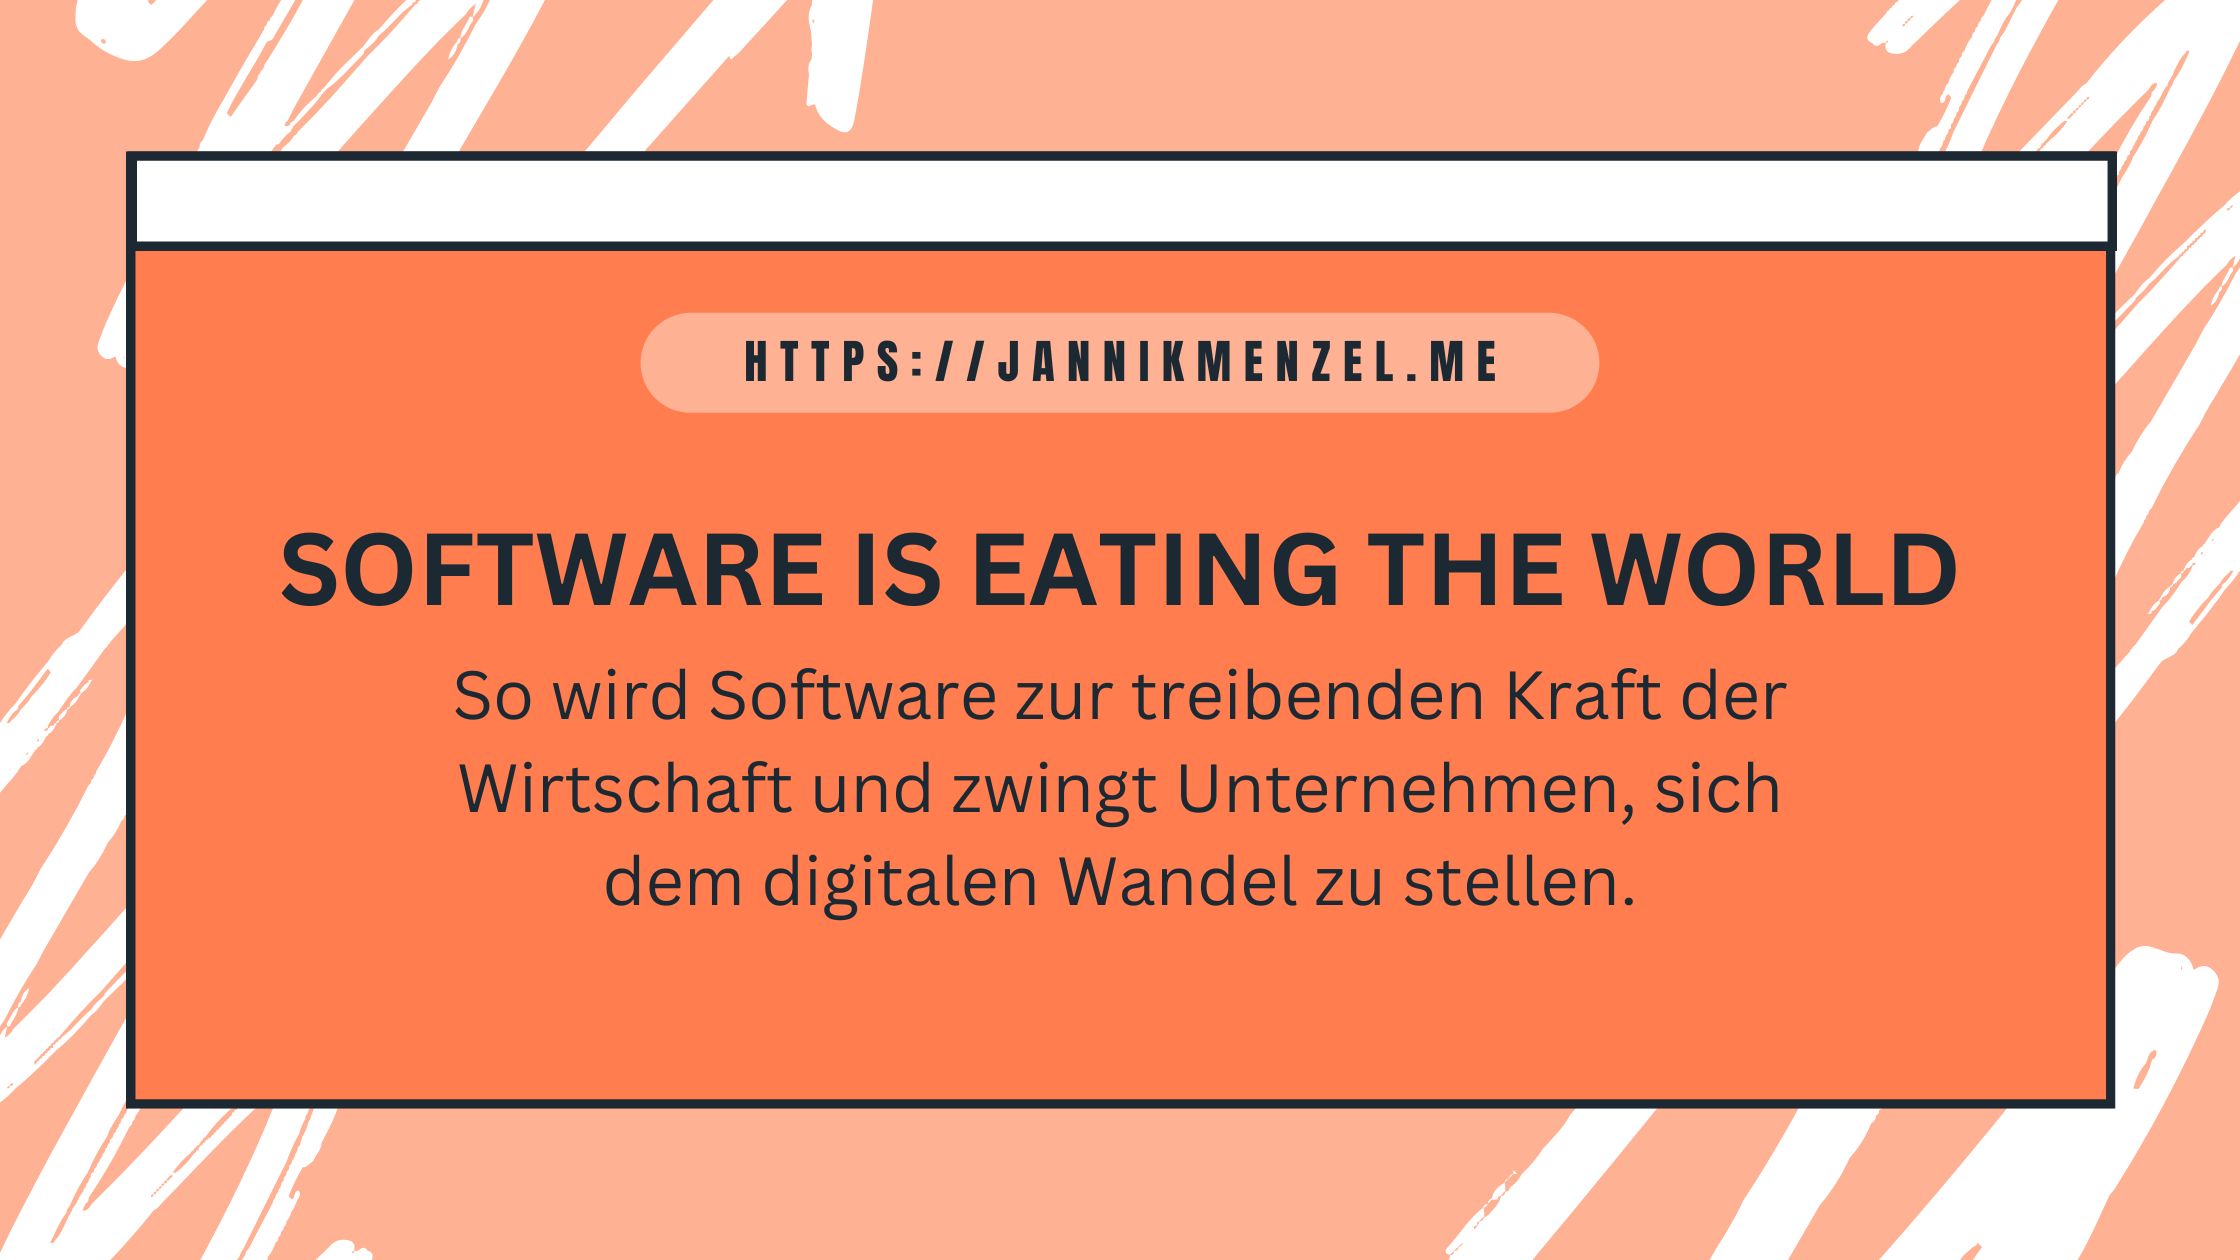 HTTPS://JANNIKMENZEL.ME
SOFTWARE IS EATING THE WORLD
So wird Software zur treibenden Kraft der
Wirtschaft und zwingt Unternehmen, sich
dem digitalen Wandel zu stellen.